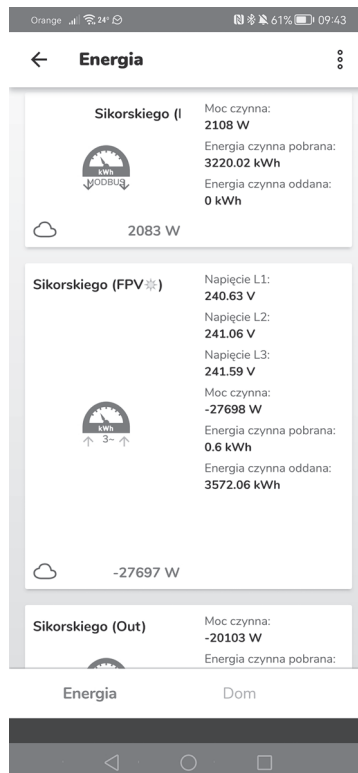 Orange 24° 61% 09:43
Energia
Sikorskiego (I
kWh
MODBUS
2083 W
Moc czynna:
2108 W
Energia czynna pobrana:
3220.02 kWh
Energia czynna oddana:
0 kWh
Sikorskiego (FPV☼)
kWh
3~
-27697 W
Napięcie L1:
240.63 V
Napięcie L2:
241.06 V
Napięcie L3:
241.59 V
Moc czynna:
-27698 W
Energia czynna pobrana:
0.6 kWh
Energia czynna oddana:
3572.06 kWh
Sikorskiego (Out)
Moc czynna:
-20103 W
Energia czynna pobrana:
Energia Dom